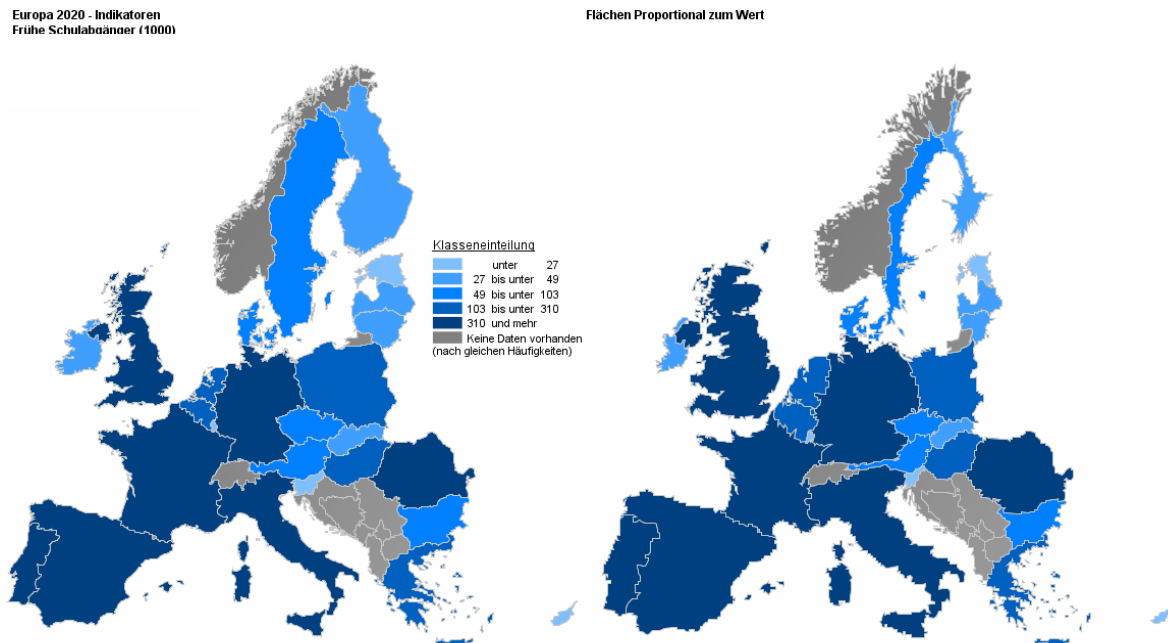 Europa 2020 - Indikatoren
Frühe Schulabgänger (1000)
Flächen Proportional zum Wert
Klasseneinteilung
unter 27
27 bis unter 49
49 bis unter 103
103 bis unter 310
310 und mehr
Keine Daten vorhanden
(nach gleichen Häufigkeiten)